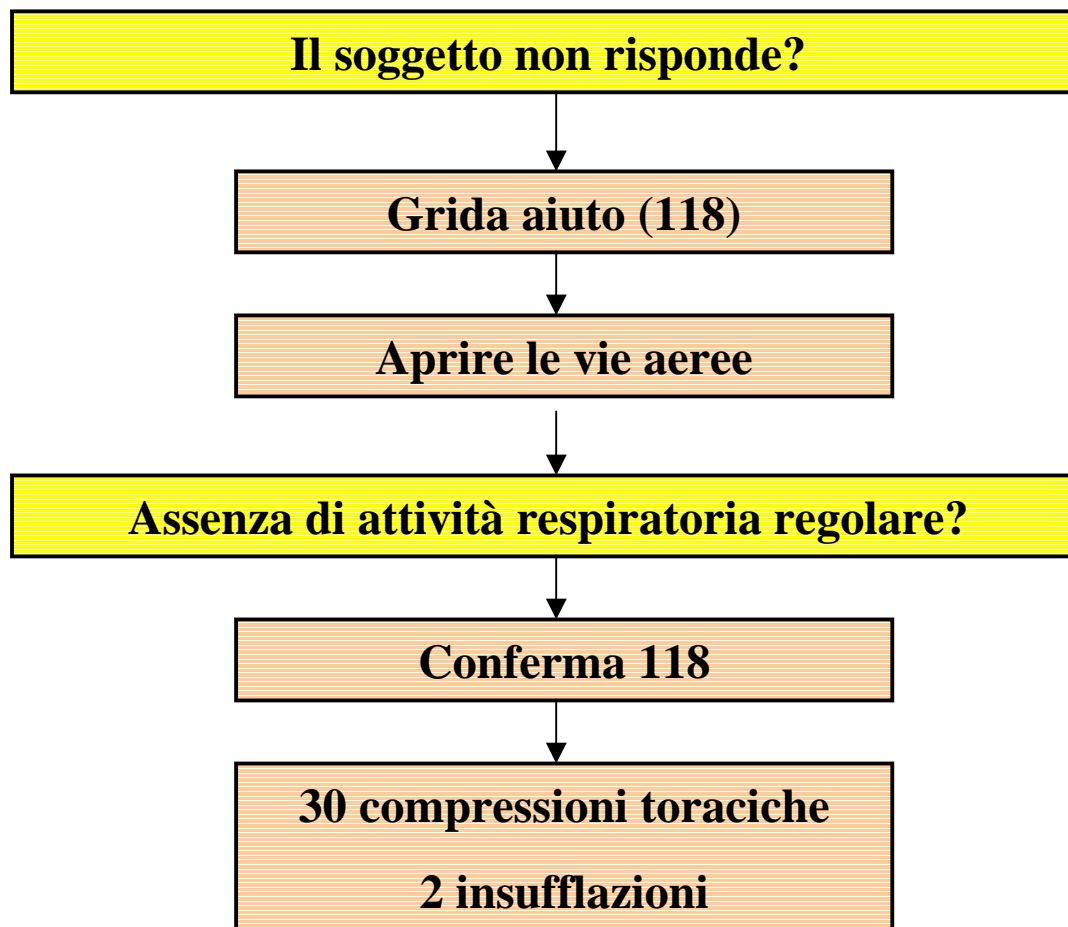 Il soggetto non risponde?
Grida aiuto (118)
Aprire le vie aeree
Assenza di attività respiratoria regolare?
Conferma 118
30 compressioni toraciche
2 insufflazioni